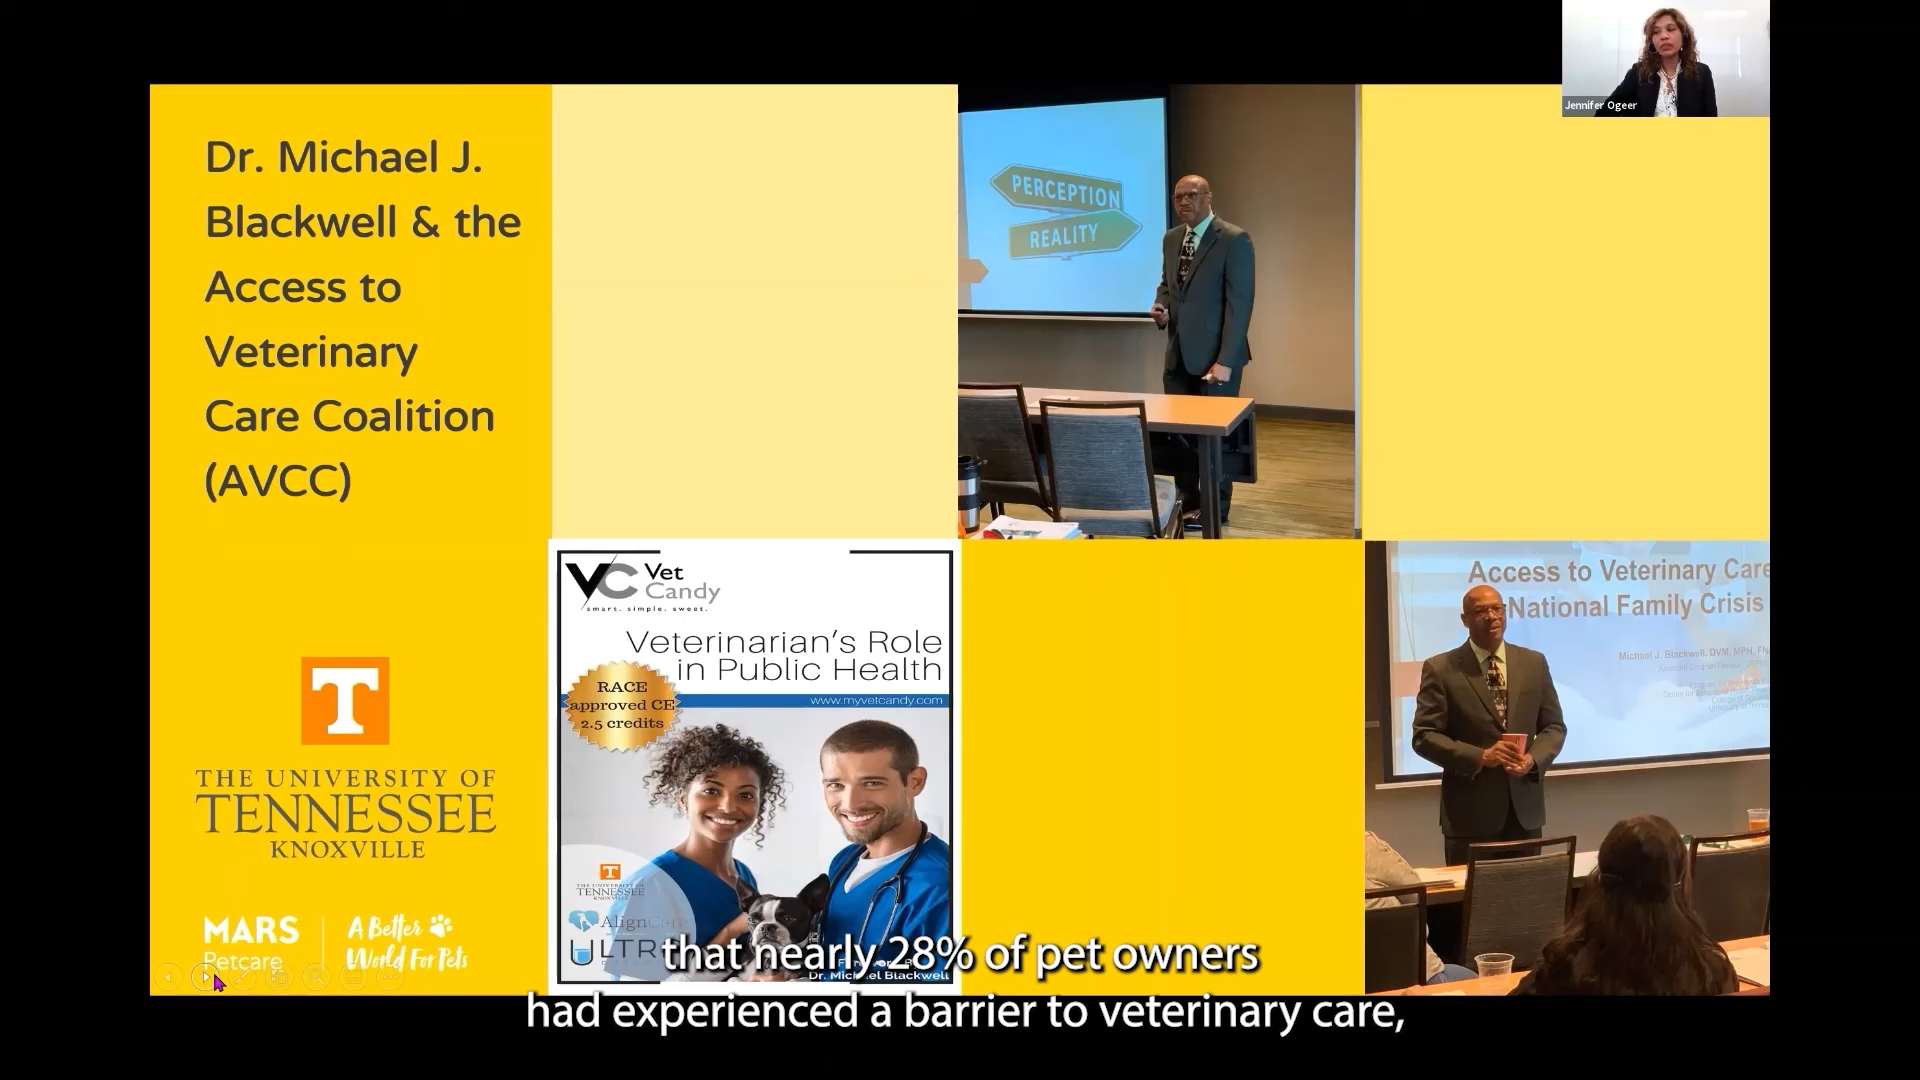 Jennifer Ogeer
Dr. Michael J.
Blackwell & the
Access to
Veterinary
Care Coalition
(AVCC)
PERCEPTION
REALITY
VC Vet
Candy
smart. simple. sweet.
Veterinarian's Role
in Public Health
www.myvetcandy.com
RACE
approved CE
2.5 credits
T
THE UNIVERSITY OF
TENNESSEE
KNOXVILLE
Access to Veterinary Care
National Family Crisis
Michael J. Blackwell, DVM, MPH, FN
T
THE UNIVERSITY OF
TENNESSEE
KNOXVILLE
AlignCare
ULTR
Dr. Michael Blackwell
MARS
Petcare
A Better
World For Pets
that nearly 28% of pet owners
had experienced a barrier to veterinary care,